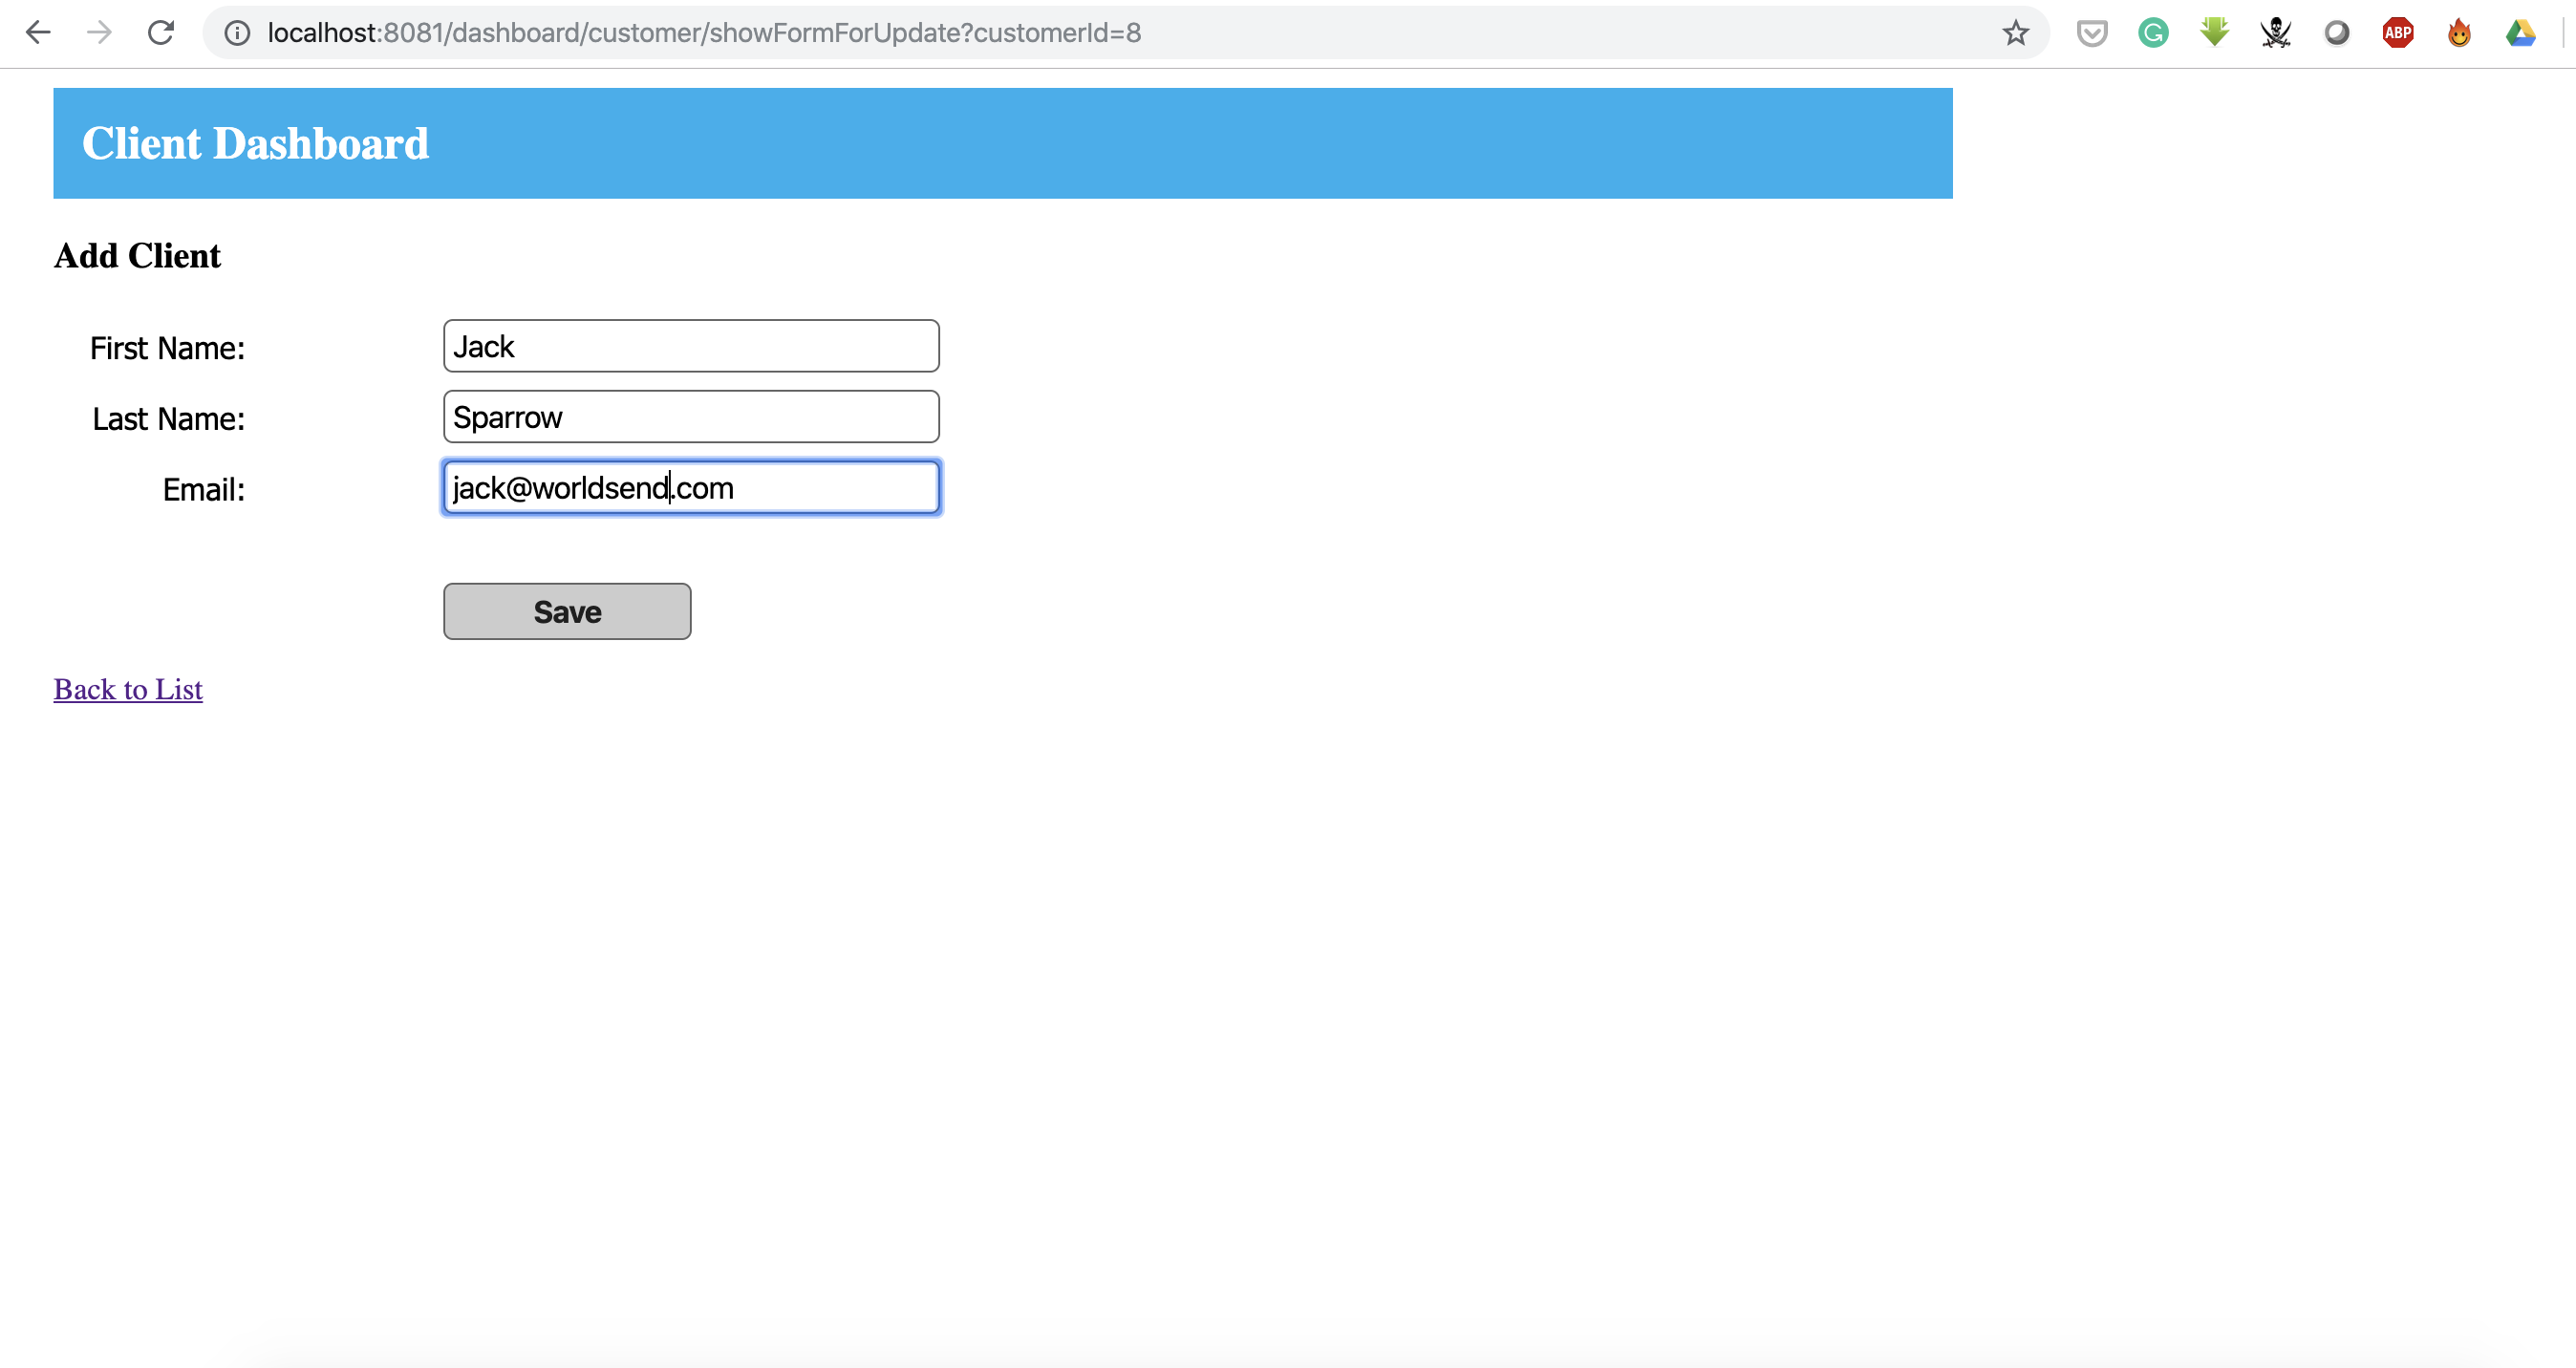 localhost:8081/dashboard/customer/showFormForUpdate?customerId=8
ABP
Client Dashboard
Add Client
First Name: Jack
Last Name: Sparrow
Email: jack@worldsend.com
Save
Back to List